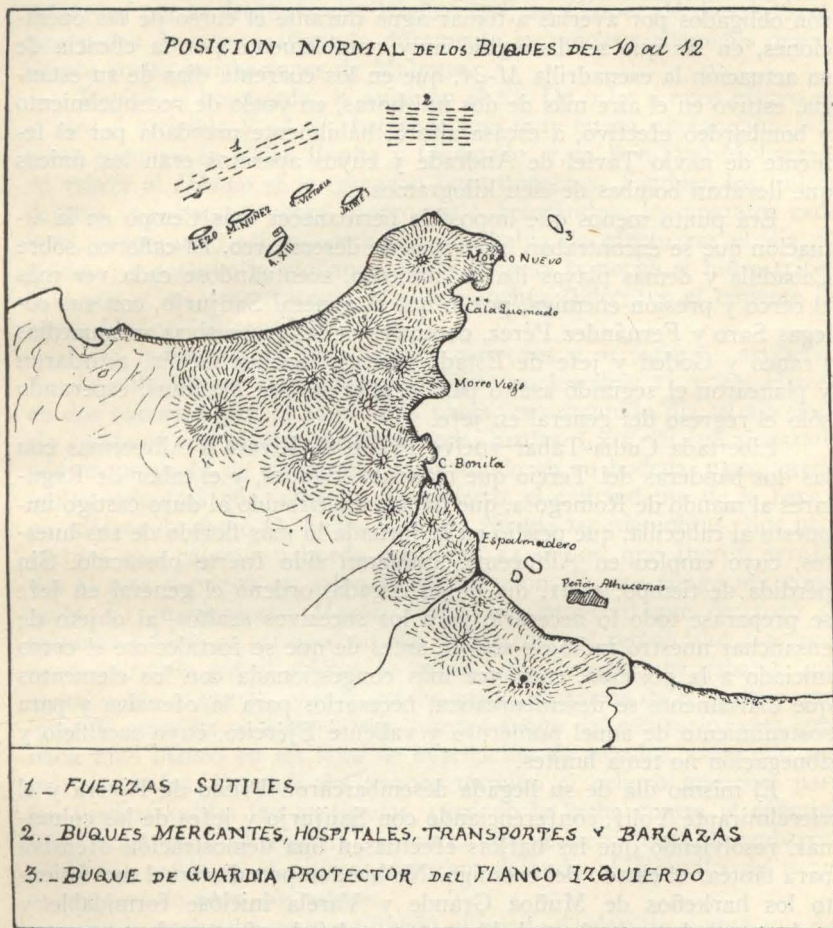 POSICION NORMAL DE LOS BUQUES DEL 10 al 12
2
1
R. VICTORIA
LEZO
M. NUÑEZ
A. XIII
3
MORRO NUEVO
Cala Quemado
Morro Viejo
C. Bonita
Espalmadero
Peñon Alhucemas
ANDIR
1-- FUERZAS SUTILES
2-- BUQUES MERCANTES, HOSPITALES, TRANSPORTES Y BARCAZAS
3-- BUQUE DE GUARDIA PROTECTOR DEL FLANCO IZQUIERDO